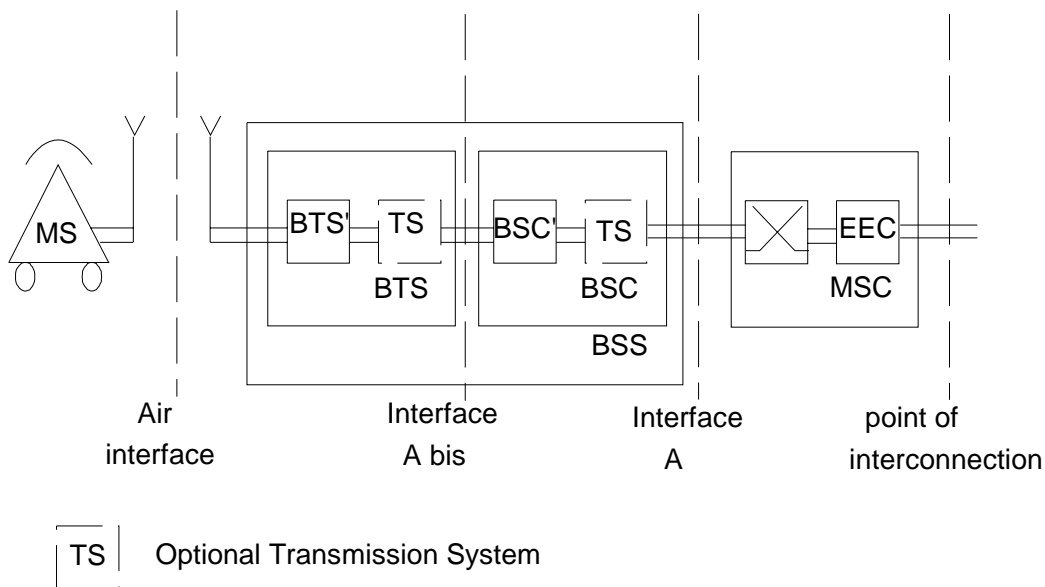 MS
BTS'
TS
BSC'
TS
EEC
BTS
BSC
MSC
BSS
Air
interface
Interface
A bis
Interface
A
point of
interconnection
TS
Optional Transmission System